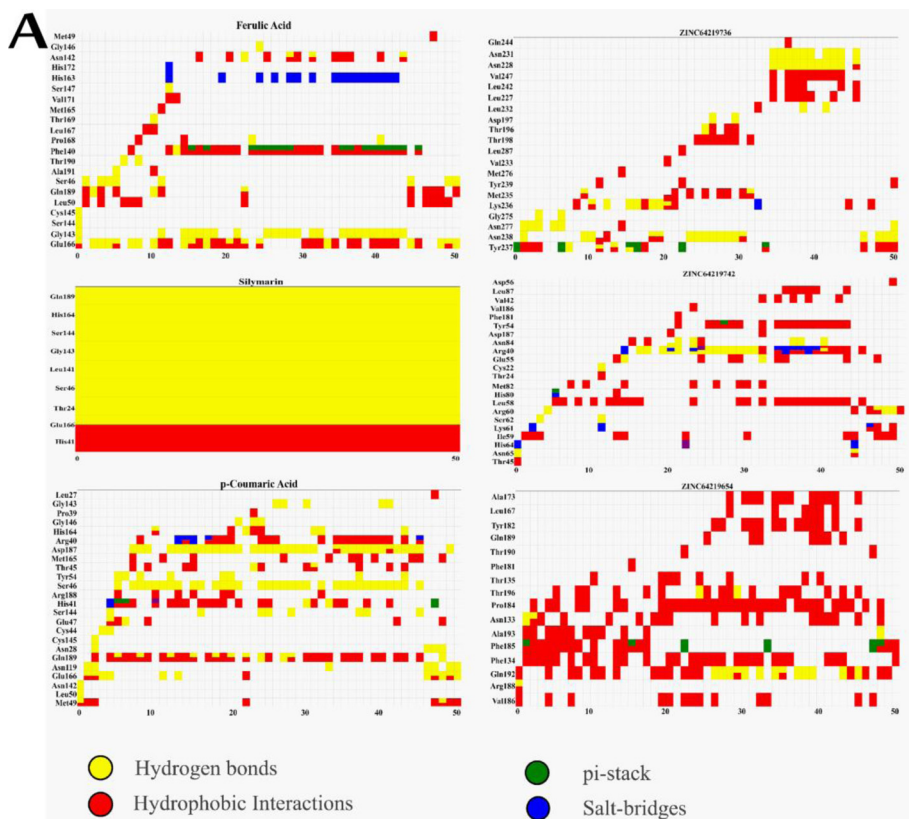 A
Ferulic Acid
Met49
Gly146
Asn142
His172
His163
Ser147
Val171
Met165
Thr169
Leu167
Pro168
Phe140
Thr190
Ala191
Ser46
Gln189
Leu50
Cys145
Ser144
Gly143
Glu166
0 10 20 30 40 50
ZINC64219736
Gln244
Asn231
Asn228
Val247
Leu242
Leu227
Leu232
Asp197
Thr196
Thr198
Leu287
Val233
Met276
Tyr239
Met235
Lys236
Gly275
Asn277
Asn238
Tyr237
0 10 20 30 40 50
Silymarin
Gln189
His164
Ser144
Gly143
Leu141
Ser46
Thr24
Glu166
His41
0 50
ZINC64219742
Asp56
Leu87
Val42
Val186
Phe181
Tyr54
Asp187
Asn84
Arg40
Glu55
Cys22
Thr24
Met82
His80
Leu58
Arg60
Ser62
Lys61
Ile59
His64
Asn65
Thr45
0 10 20 30 40 50
p-Coumaric Acid
Leu27
Gly143
Pro39
Gly146
His164
Arg40
Asp187
Met165
Thr45
Tyr54
Ser46
Arg188
His41
Ser144
Glu47
Cys44
Cys145
Asn28
Gln189
Asn119
Glu166
Asn142
Leu50
Met49
0 10 20 30 40 50
ZINC64219654
Ala173
Leu167
Tyr182
Gln189
Thr190
Phe181
Thr135
Thr196
Pro184
Asn133
Ala193
Phe185
Phe134
Gln192
Arg188
Val186
0 10 20 30 40 50
Hydrogen bonds
Hydrophobic Interactions
pi-stack
Salt-bridges